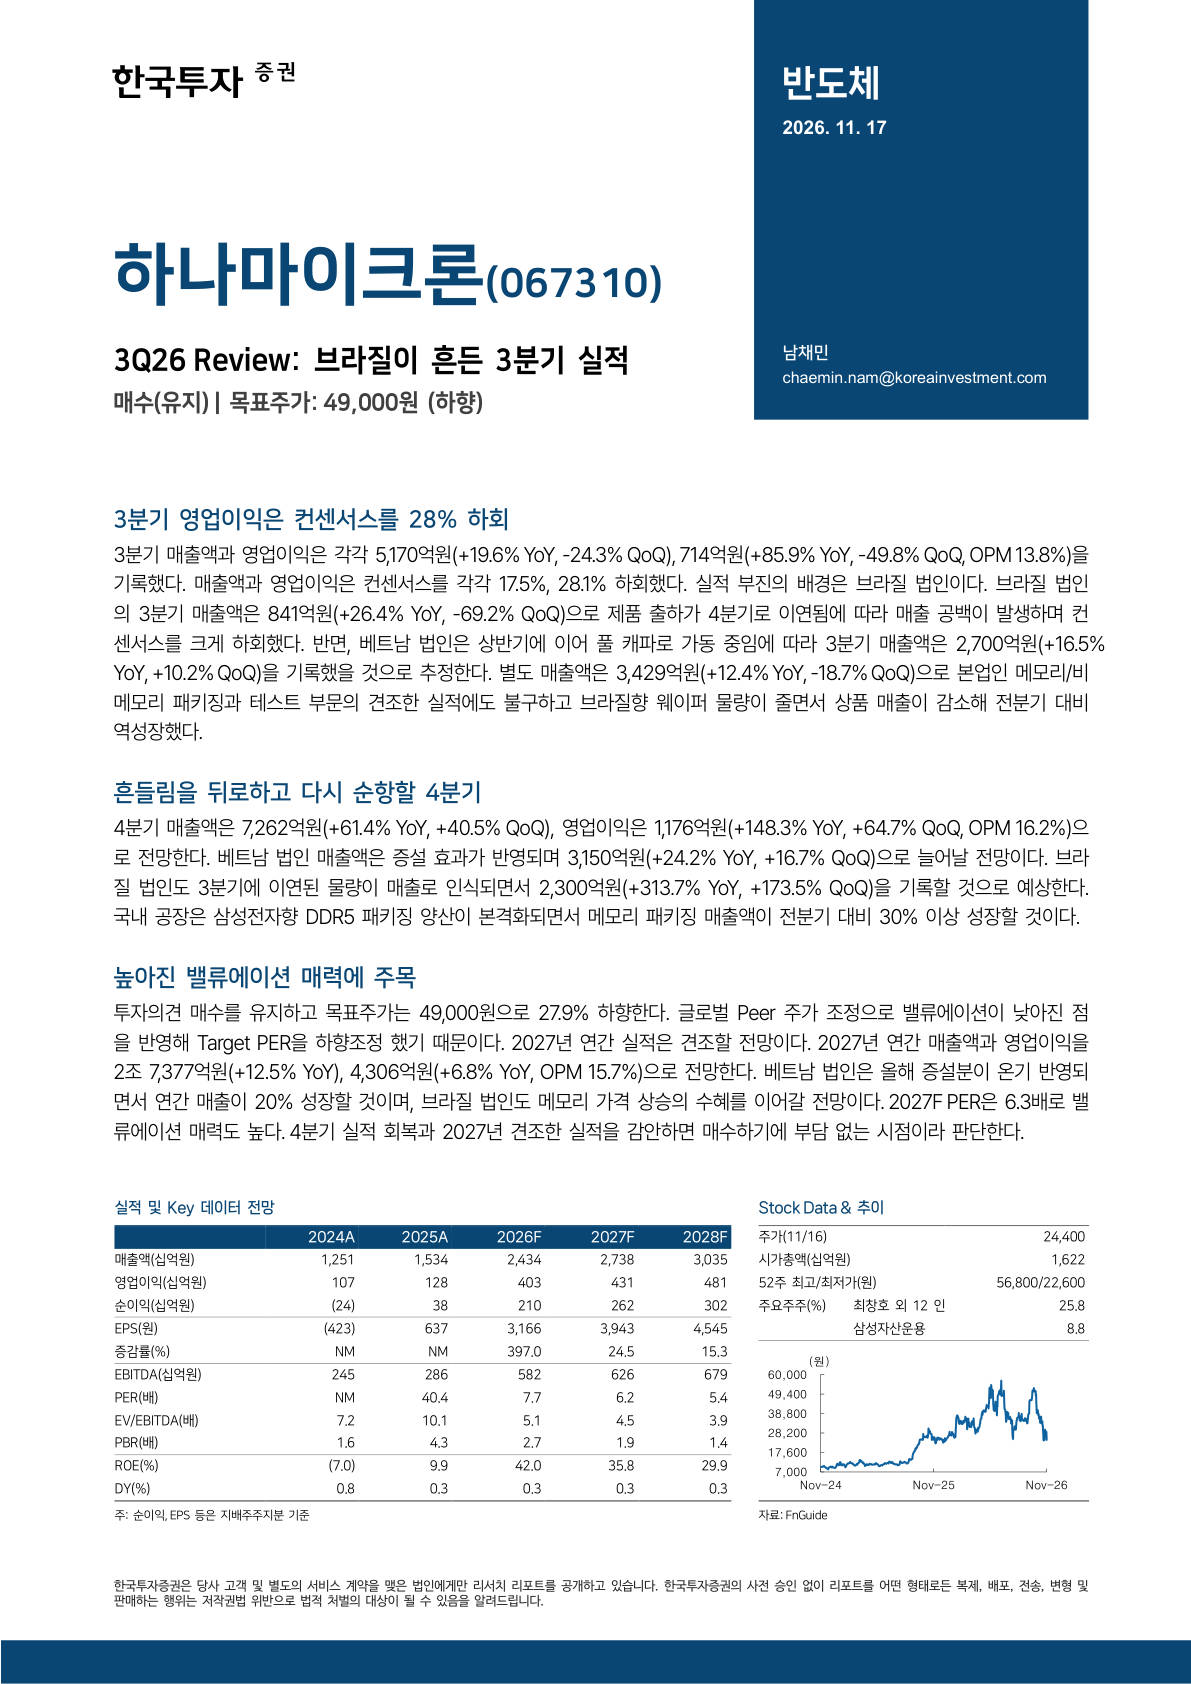 한국투자 증권
반도체
2026. 11. 17
하나마이크론(067310)
3Q26 Review: 브라질이 흔든 3분기 실적
매수(유지) | 목표주가: 49,000원 (하향)
남채민
chaemin.nam@koreainvestment.com
3분기 영업이익은 컨센서스를 28% 하회
3분기 매출액과 영업이익은 각각 5,170억원(+19.6% YoY, -24.3% QoQ), 714억원(+85.9% YoY, -49.8% QoQ, OPM 13.8%)을
기록했다. 매출액과 영업이익은 컨센서스를 각각 17.5%, 28.1% 하회했다. 실적 부진의 배경은 브라질 법인이다. 브라질 법인
의 3분기 매출액은 841억원(+26.4% YoY, -69.2% QoQ)으로 제품 출하가 4분기로 이연됨에 따라 매출 공백이 발생하며 컨
센서스를 크게 하회했다. 반면, 베트남 법인은 상반기에 이어 풀 캐파로 가동 중임에 따라 3분기 매출액은 2,700억원(+16.5%
YoY, +10.2% QoQ)을 기록했을 것으로 추정한다. 별도 매출액은 3,429억원(+12.4% YoY, -18.7% QoQ)으로 본업인 메모리/비
메모리 패키징과 테스트 부문의 견조한 실적에도 불구하고 브라질향 웨이퍼 물량이 줄면서 상품 매출이 감소해 전분기 대비
역성장했다.
흔들림을 뒤로하고 다시 순항할 4분기
4분기 매출액은 7,262억원(+61.4% YoY, +40.5% QoQ), 영업이익은 1,176억원(+148.3% YoY, +64.7% QoQ, OPM 16.2%)으
로 전망한다. 베트남 법인 매출액은 증설 효과가 반영되며 3,150억원(+24.2% YoY, +16.7% QoQ)으로 늘어날 전망이다. 브라
질 법인도 3분기에 이연된 물량이 매출로 인식되면서 2,300억원(+313.7% YoY, +173.5% QoQ)을 기록할 것으로 예상한다.
국내 공장은 삼성전자향 DDR5 패키징 양산이 본격화되면서 메모리 패키징 매출액이 전분기 대비 30% 이상 성장할 것이다.
높아진 밸류에이션 매력에 주목
투자의견 매수를 유지하고 목표주가는 49,000원으로 27.9% 하향한다. 글로벌 Peer 주가 조정으로 밸류에이션이 낮아진 점
을 반영해 Target PER을 하향조정 했기 때문이다. 2027년 연간 실적은 견조할 전망이다. 2027년 연간 매출액과 영업이익을
2조 7,377억원(+12.5% YoY), 4,306억원(+6.8% YoY, OPM 15.7%)으로 전망한다. 베트남 법인은 올해 증설분이 온기 반영되
면서 연간 매출이 20% 성장할 것이며, 브라질 법인도 메모리 가격 상승의 수혜를 이어갈 전망이다. 2027F PER은 6.3배로 밸
류에이션 매력도 높다. 4분기 실적 회복과 2027년 견조한 실적을 감안하면 매수하기에 부담 없는 시점이라 판단한다.
실적 및 Key 데이터 전망
2024A 2025A 2026F 2027F 2028F
매출액(십억원) 1,251 1,534 2,434 2,738 3,035
영업이익(십억원) 107 128 403 431 481
순이익(십억원) (24) 38 210 262 302
EPS(원) (423) 637 3,166 3,943 4,545
증감률(%) NM NM 397.0 24.5 15.3
EBITDA(십억원) 245 286 582 626 679
PER(배) NM 40.4 7.7 6.2 5.4
EV/EBITDA(배) 7.2 10.1 5.1 4.5 3.9
PBR(배) 1.6 4.3 2.7 1.9 1.4
ROE(%) (7.0) 9.9 42.0 35.8 29.9
DY(%) 0.8 0.3 0.3 0.3 0.3
주: 순이익, EPS 등은 지배주주지분 기준
Stock Data & 추이
주가(11/16) 24,400
시가총액(십억원) 1,622
52주 최고/최저가(원) 56,800/22,600
주요주주(%) 최창호 외 12 인 25.8
삼성자산운용 8.8
(원)
60,000
49,400
38,800
28,200
17,600
7,000
Nov-24 Nov-25 Nov-26
자료: FnGuide
한국투자증권은 당사 고객 및 별도의 서비스 계약을 맺은 법인에게만 리서치 리포트를 공개하고 있습니다. 한국투자증권의 사전 승인 없이 리포트를 어떤 형태로든 복제, 배포, 전송, 변형 및
판매하는 행위는 저작권법 위반으로 법적 처벌의 대상이 될 수 있음을 알려드립니다.